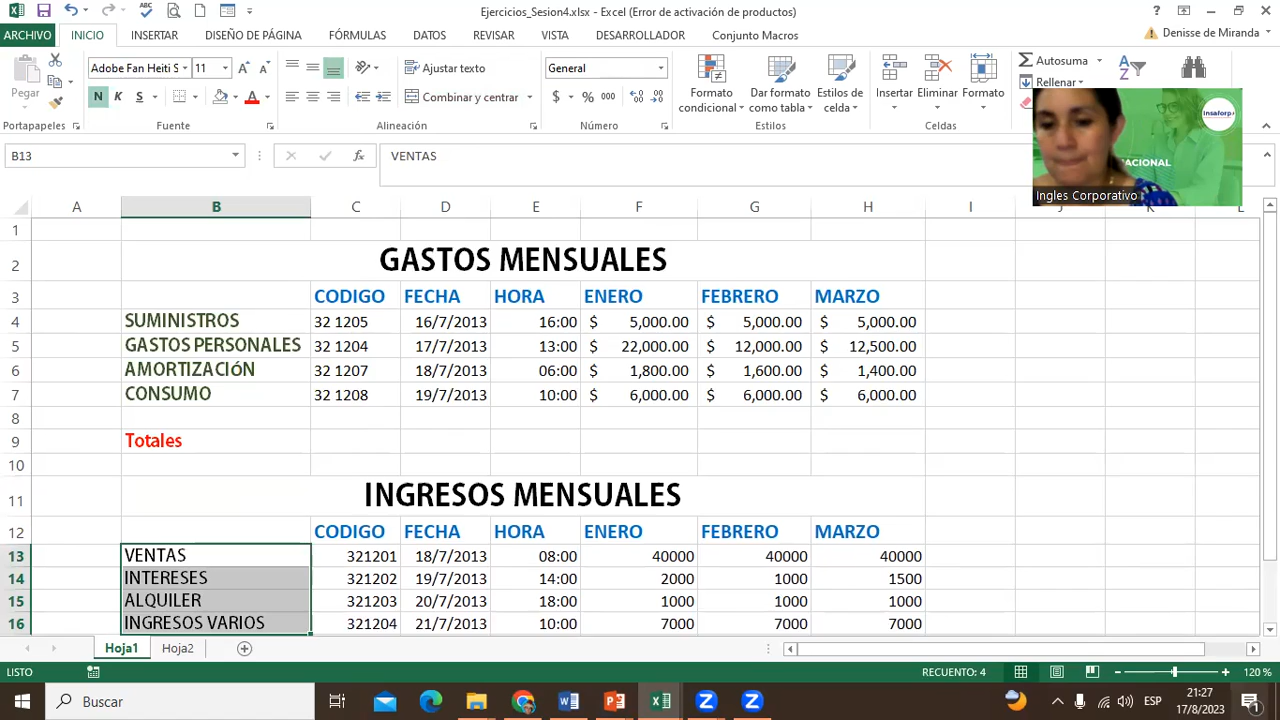 Ejercicios_Sesion4.xlsx - Excel (Error de activación de productos)
ARCHIVO INICIO INSERTAR DISEÑO DE PÁGINA FÓRMULAS DATOS REVISAR VISTA DESARROLLADOR Conjunto Macros Denisse de Miranda
Pegar
Adobe Fan Heiti S 11
N K S
Ajustar texto
Combinar y centrar
General
$ % 000
Formato condicional
Dar formato como tabla
Estilos de celda
Insertar Eliminar Formato
Autosuma
Rellenar
Portapapeles Fuente Alineación Número Estilos Celdas
insaforp
NACIONAL
Ingles Corporativo
B13 fx VENTAS
A B C D E F G H I J K L
1
2 GASTOS MENSUALES
3 CODIGO FECHA HORA ENERO FEBRERO MARZO
4 SUMINISTROS 32 1205 16/7/2013 16:00 $ 5,000.00 $ 5,000.00 $ 5,000.00
5 GASTOS PERSONALES 32 1204 17/7/2013 13:00 $ 22,000.00 $ 12,000.00 $ 12,500.00
6 AMORTIZACIÓN 32 1207 18/7/2013 06:00 $ 1,800.00 $ 1,600.00 $ 1,400.00
7 CONSUMO 32 1208 19/7/2013 10:00 $ 6,000.00 $ 6,000.00 $ 6,000.00
8
9 Totales
10
11 INGRESOS MENSUALES
12 CODIGO FECHA HORA ENERO FEBRERO MARZO
13 VENTAS 321201 18/7/2013 08:00 40000 40000 40000
14 INTERESES 321202 19/7/2013 14:00 2000 1000 1500
15 ALQUILER 321203 20/7/2013 18:00 1000 1000 1000
16 INGRESOS VARIOS 321204 21/7/2013 10:00 7000 7000 7000
Hoja1 Hoja2
LISTO RECUENTO: 4 120 %
Buscar ESP 21:27
17/8/2023